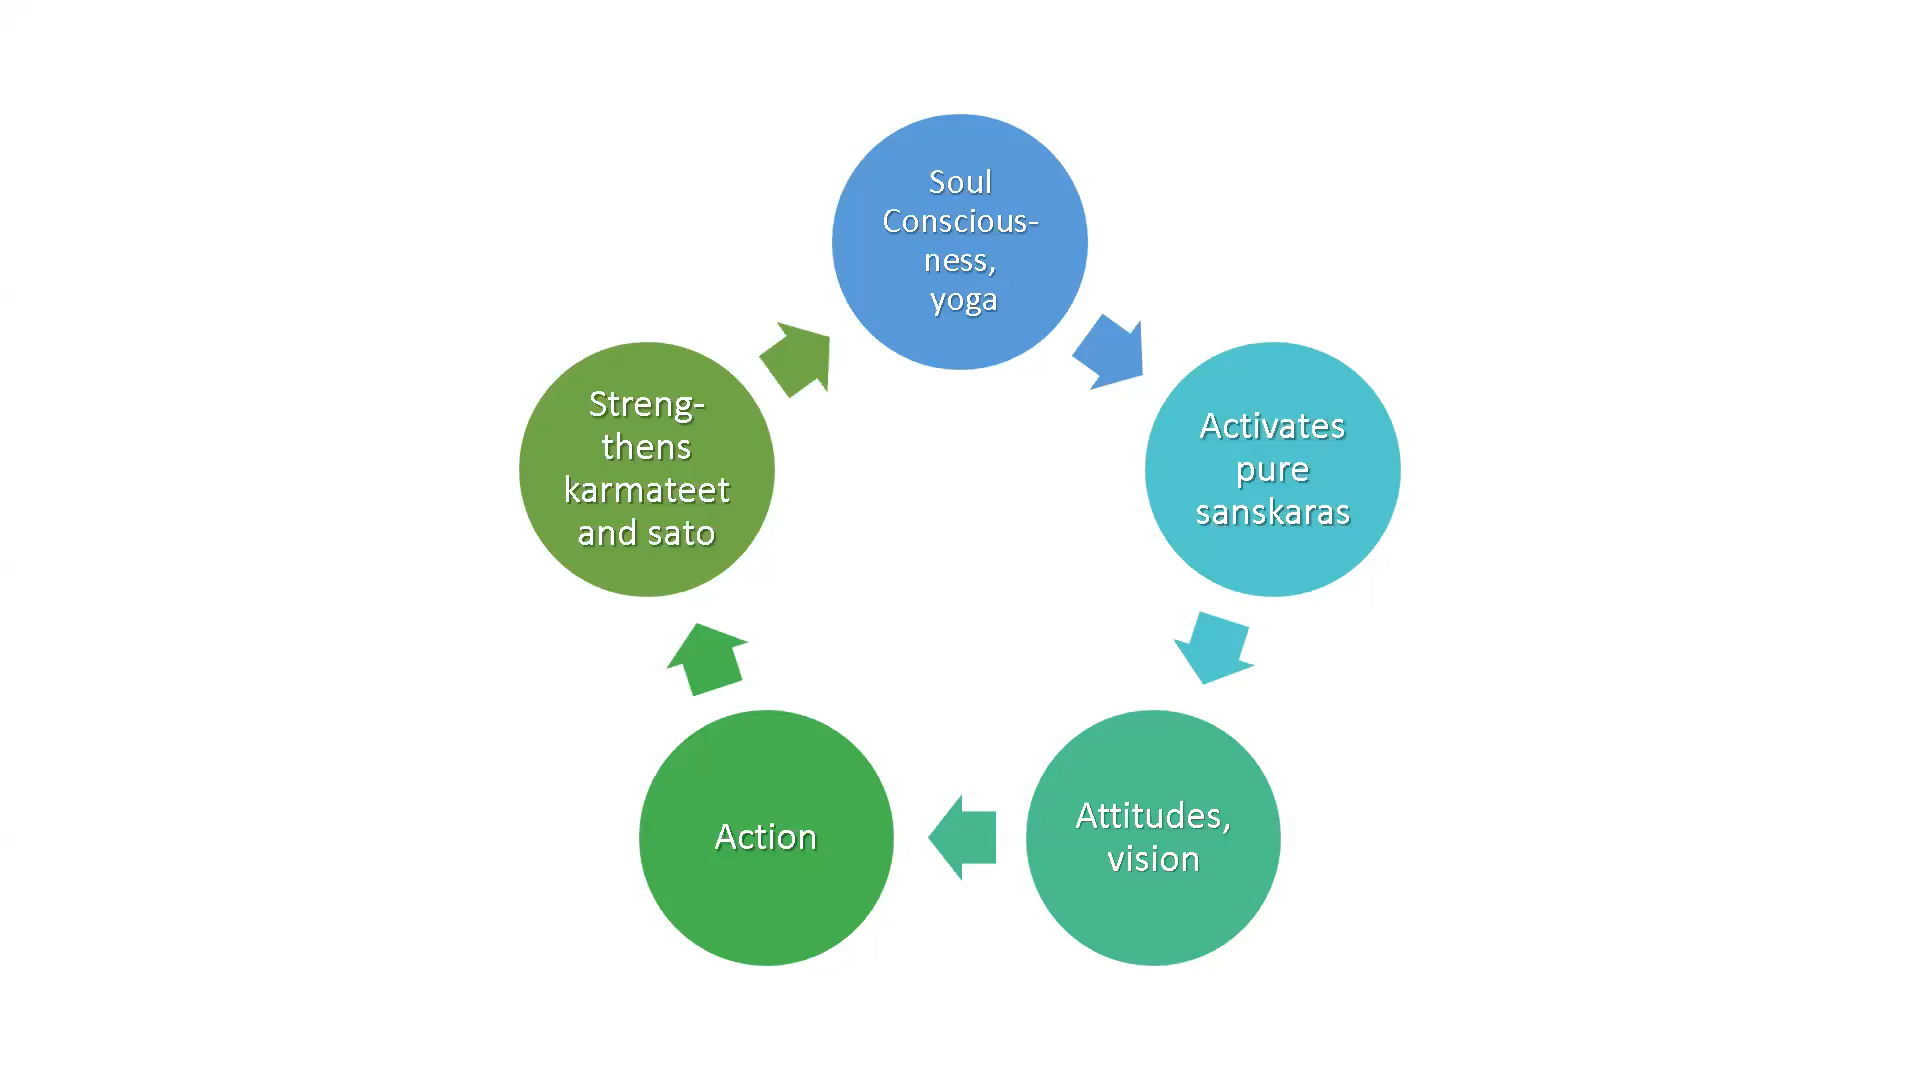 Soul
Conscious-
ness,
yoga
Activates
pure
sanskaras
Attitudes,
vision
Action
Streng-
thens
karmateet
and sato